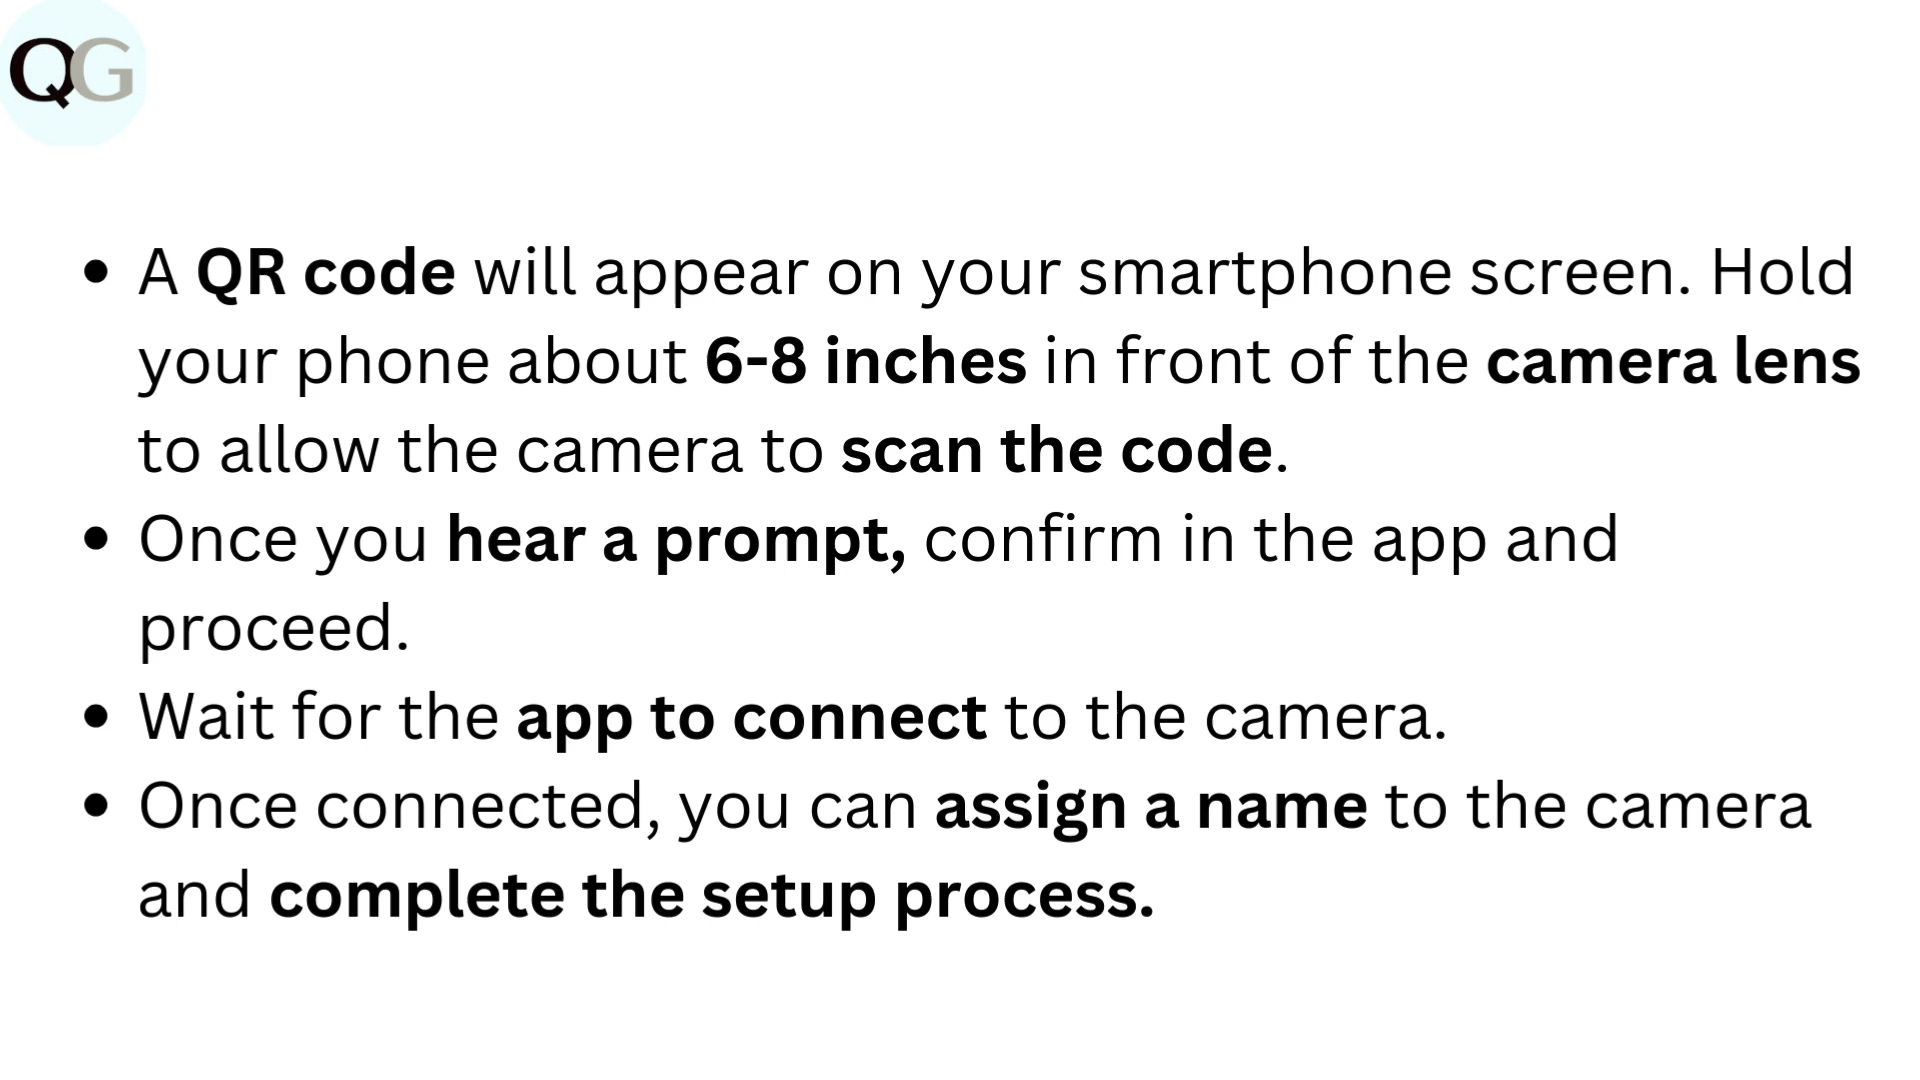 QG
• A QR code will appear on your smartphone screen. Hold
your phone about 6-8 inches in front of the camera lens
to allow the camera to scan the code.
• Once you hear a prompt, confirm in the app and
proceed.
• Wait for the app to connect to the camera.
• Once connected, you can assign a name to the camera
and complete the setup process.